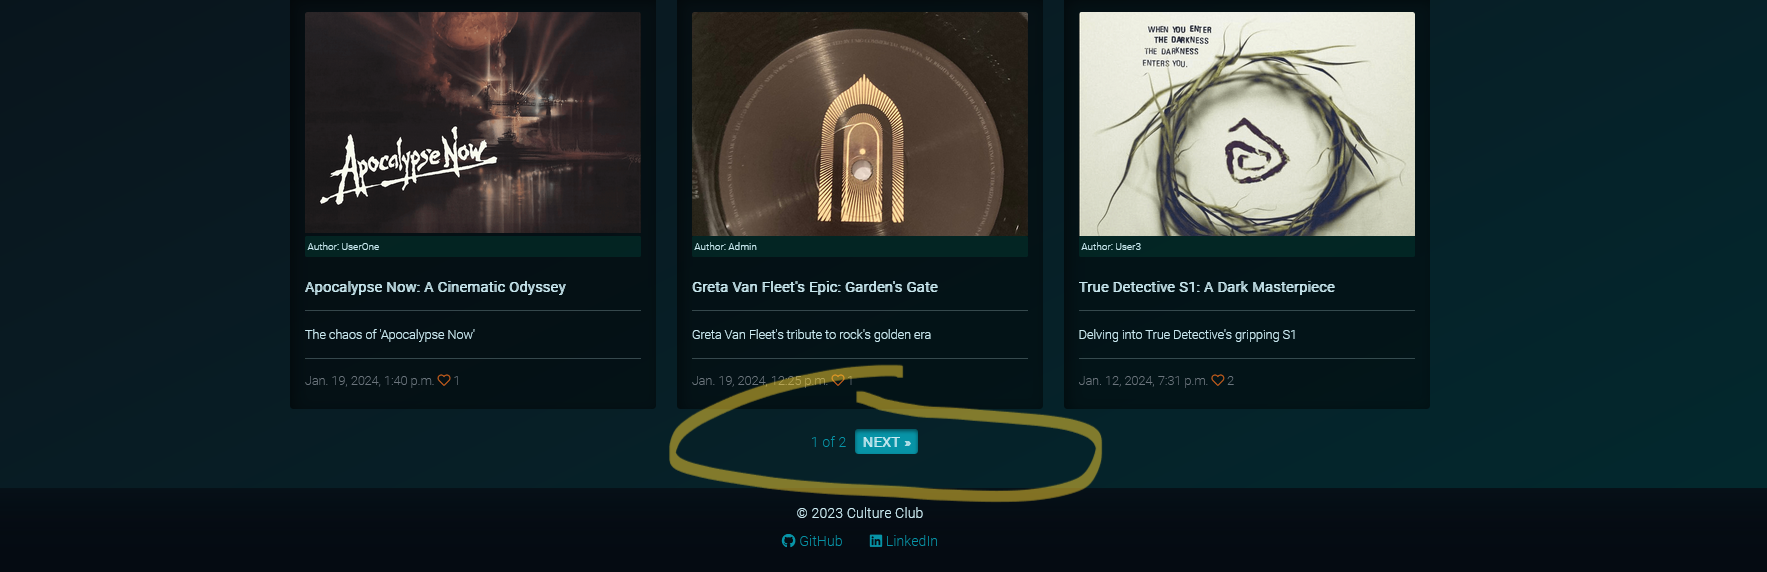 Apocalypse Now
Author: UserOne
Apocalypse Now: A Cinematic Odyssey
The chaos of 'Apocalypse Now'
Jan. 19, 2024, 1:40 p.m. 1
Author: Admin
Greta Van Fleet's Epic: Garden's Gate
Greta Van Fleet's tribute to rock's golden era
Jan. 19, 2024, 12:25 p.m. 1
WHEN YOU ENTER
THE DARKNESS
THE DARKNESS
ENTERS YOU.
Author: User3
True Detective S1: A Dark Masterpiece
Delving into True Detective's gripping S1
Jan. 12, 2024, 7:31 p.m. 2
1 of 2 NEXT »
© 2023 Culture Club
GitHub LinkedIn